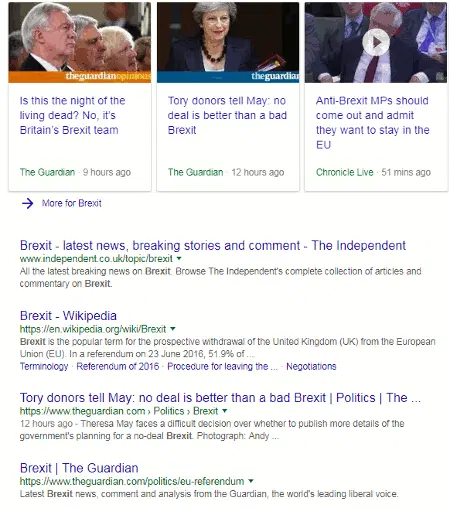 theguardianopinions
theguardian
Is this the night of the
living dead? No, it's
Britain's Brexit team
The Guardian · 9 hours ago
Tory donors tell May: no
deal is better than a bad
Brexit
The Guardian · 12 hours ago
Anti-Brexit MPs should
come out and admit
they want to stay in the
EU
Chronicle Live · 51 mins ago
More for Brexit
Brexit - latest news, breaking stories and comment - The Independent
www.independent.co.uk/topic/brexit
All the latest breaking news on Brexit. Browse The Independent's complete collection of articles and
commentary on Brexit.
Brexit - Wikipedia
https://en.wikipedia.org/wiki/Brexit
Brexit is the popular term for the prospective withdrawal of the United Kingdom (UK) from the European
Union (EU). In a referendum on 23 June 2016, 51.9% of ...
Terminology · Referendum of 2016 · Procedure for leaving the ... · Negotiations
Tory donors tell May: no deal is better than a bad Brexit | Politics | The ...
https://www.theguardian.com › Politics › Brexit
12 hours ago - Theresa May faces a difficult decision over whether to publish more details of the
government's planning for a no-deal Brexit. Photograph: Andy ...
Brexit | The Guardian
https://www.theguardian.com/politics/eu-referendum
Latest Brexit news, comment and analysis from the Guardian, the world's leading liberal voice.